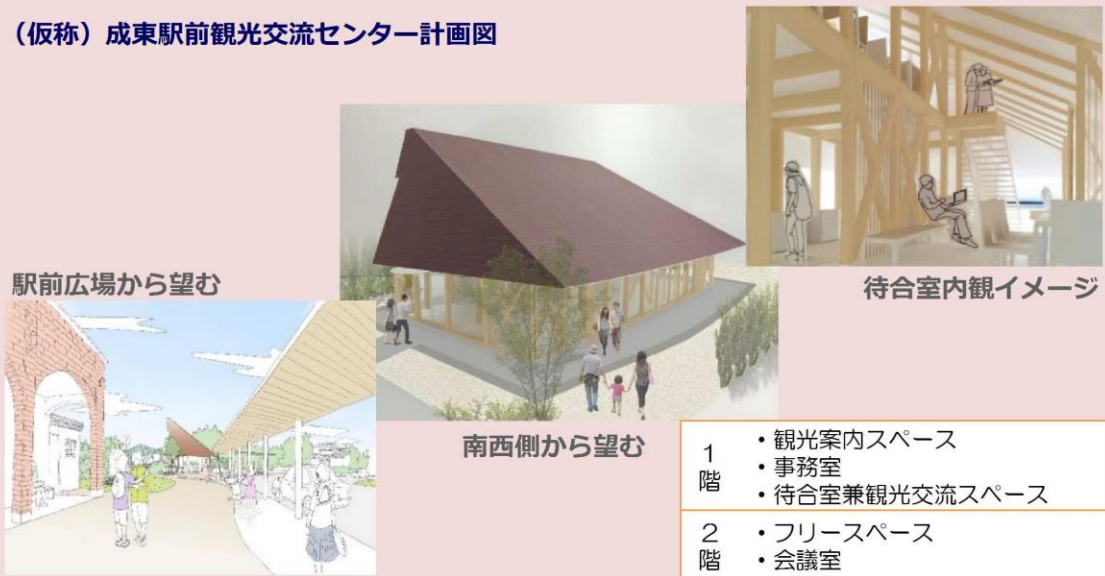 （仮称）成東駅前観光交流センター計画図
駅前広場から望む
待合室内観イメージ
南西側から望む
1階
・観光案内スペース
・事務室
・待合室兼観光交流スペース
2階
・フリースペース
・会議室